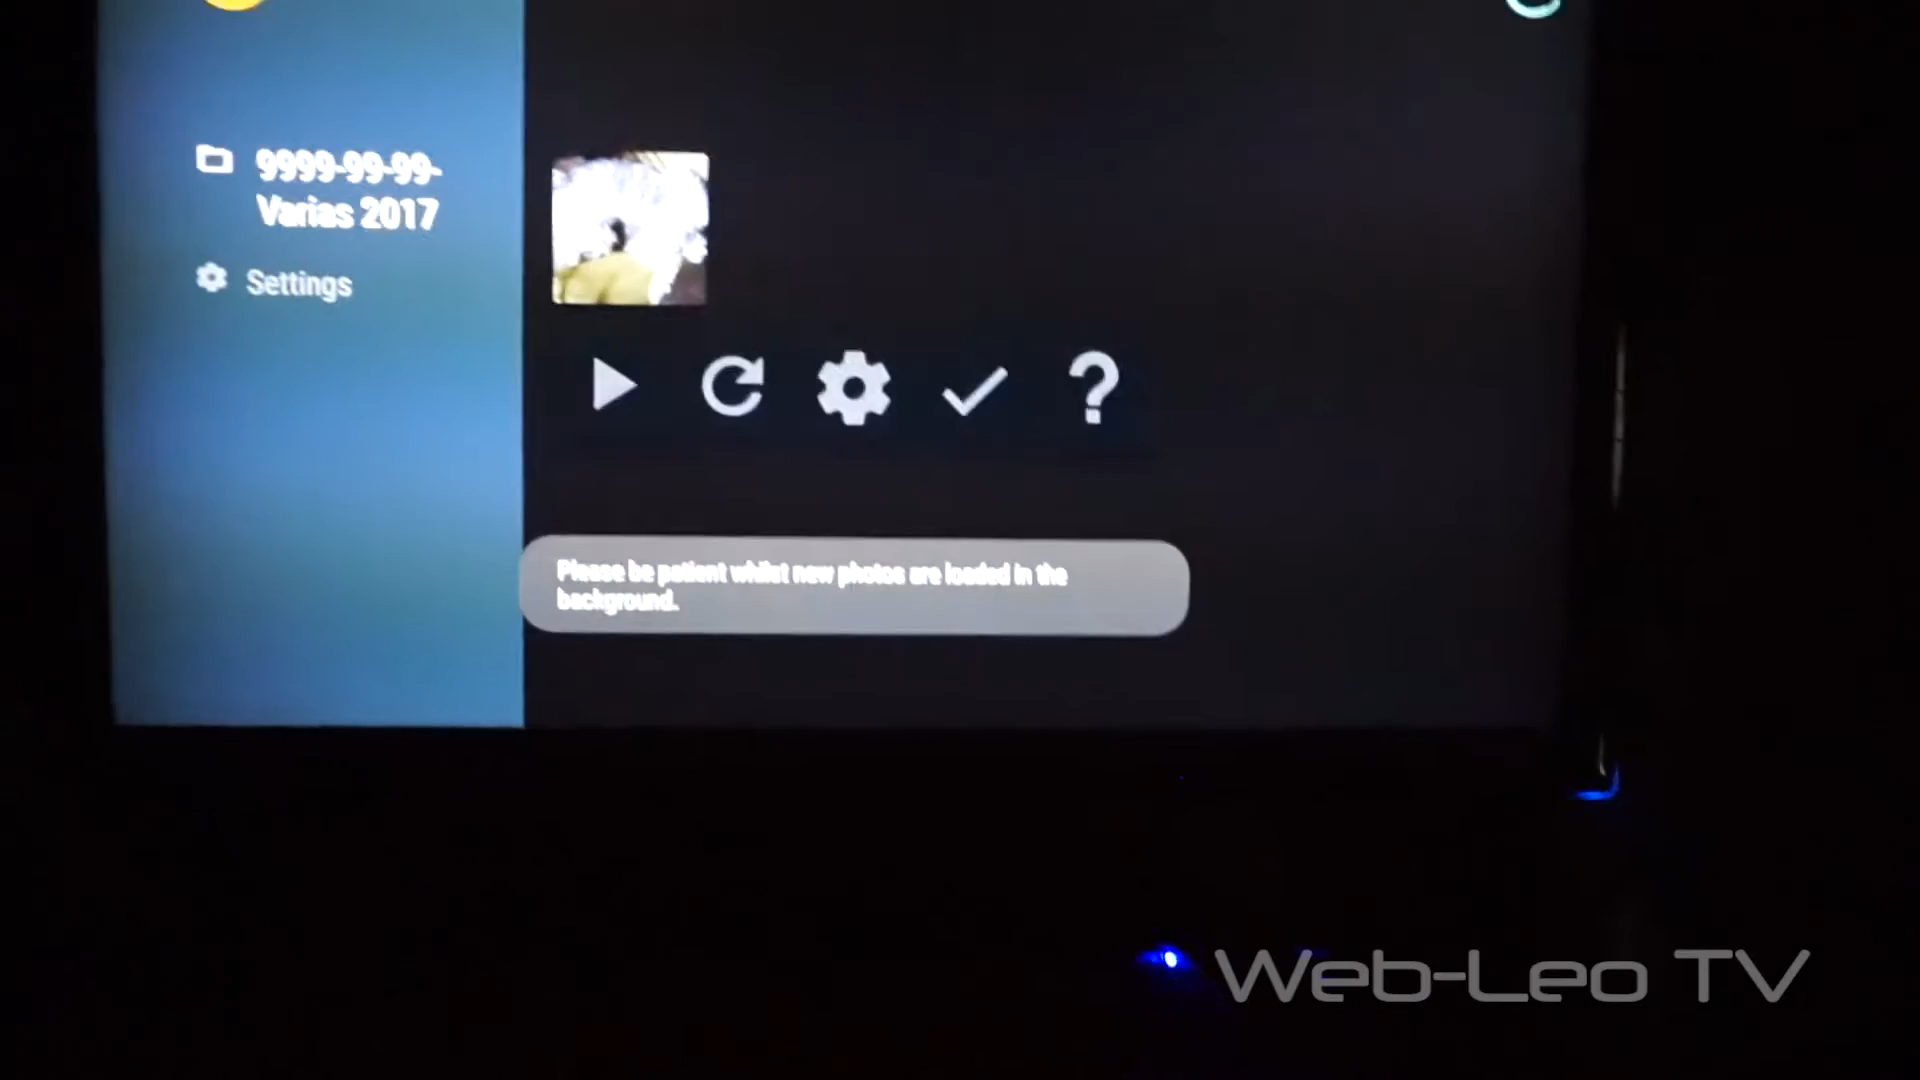 9999-99-99-
Varias 2017
Settings
?
Please be patient whilst new photos are loaded in the
background.
Web-Leo TV